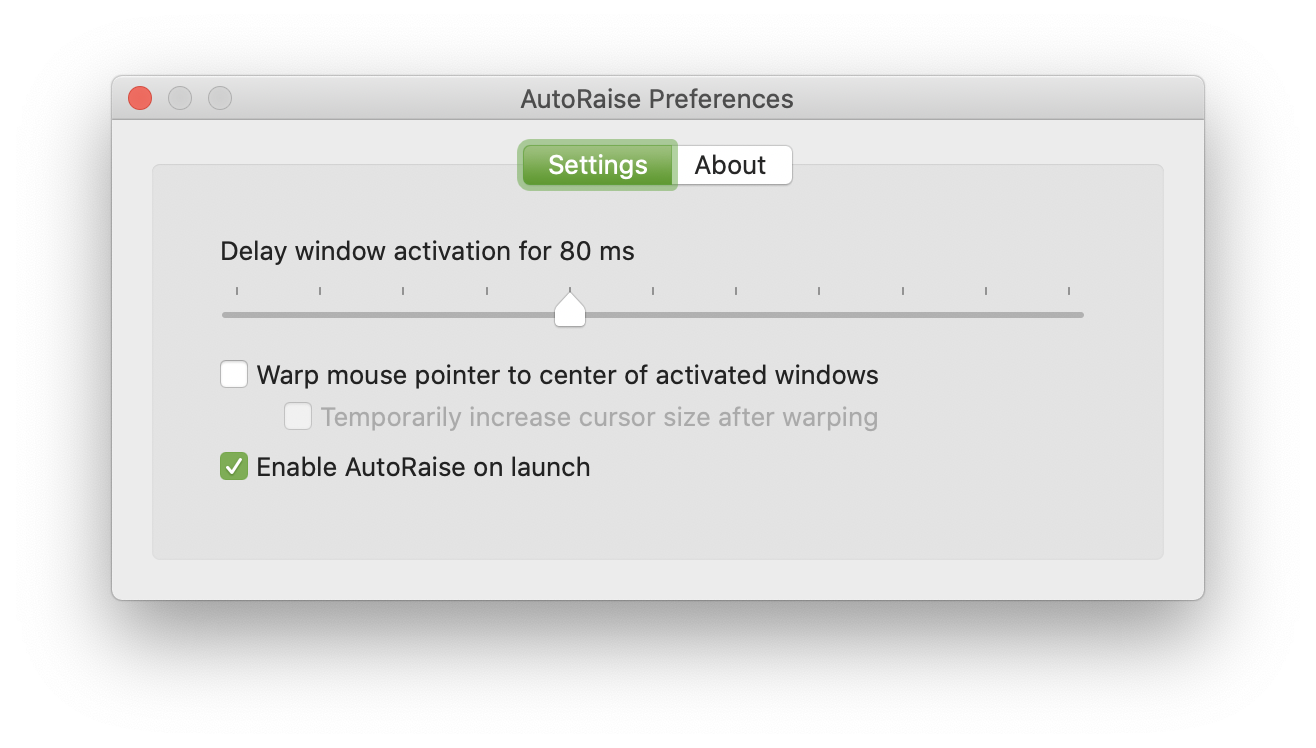 AutoRaise Preferences
Settings About
Delay window activation for 80 ms
Warp mouse pointer to center of activated windows
Temporarily increase cursor size after warping
Enable AutoRaise on launch